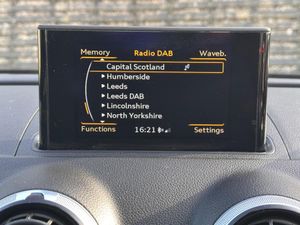 Memory Radio DAB Waveb.
Capital Scotland
Humberside
Leeds
Leeds DAB
Lincolnshire
North Yorkshire
Functions 16:21 Settings